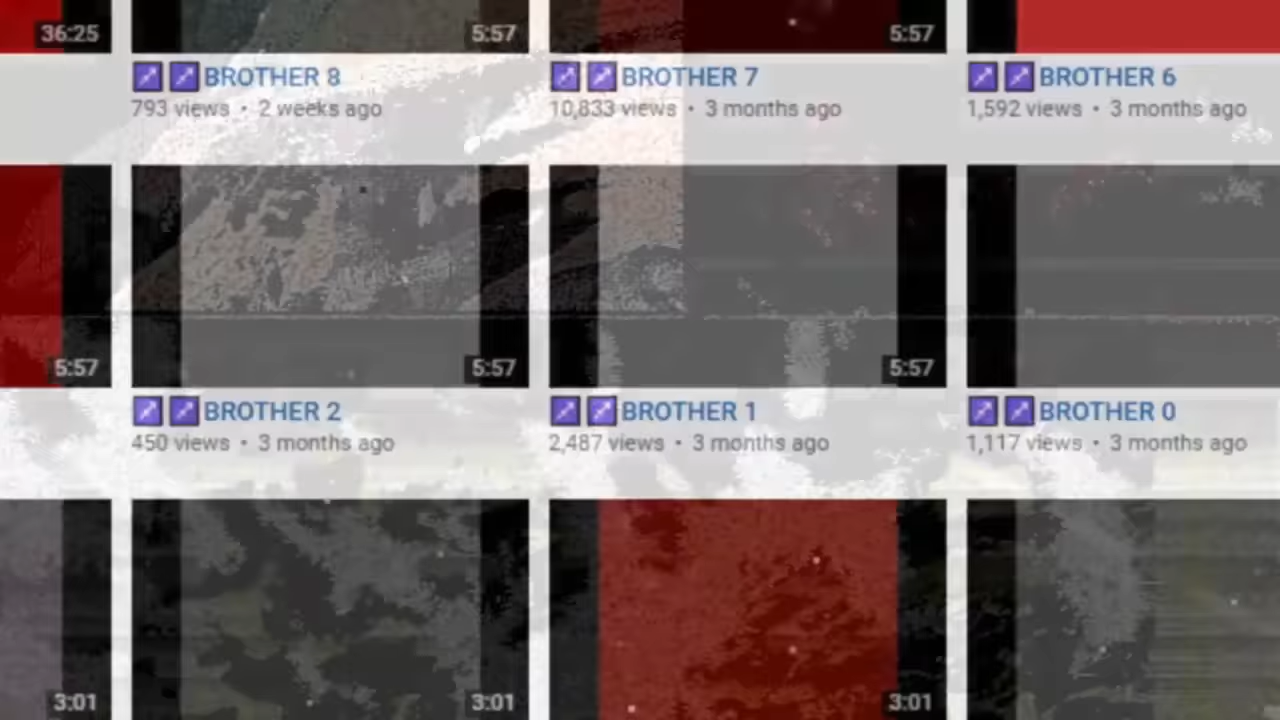 36:25
5:57
5:57
↗️ ↗️ BROTHER 8
793 views • 2 weeks ago
↗️ ↗️ BROTHER 7
10,833 views • 3 months ago
↗️ ↗️ BROTHER 6
1,592 views • 3 months ago
5:57
5:57
5:57
↗️ ↗️ BROTHER 2
450 views • 3 months ago
↗️ ↗️ BROTHER 1
2,487 views • 3 months ago
↗️ ↗️ BROTHER 0
1,117 views • 3 months ago
3:01
3:01
3:01